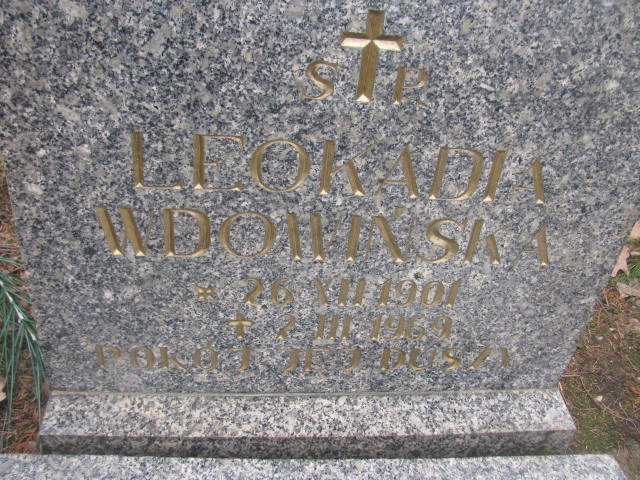 Ś P.
LEOKADIA
WDOWIŃSKA
* 26 XII 1901
† 2 III 1969
POKÓJ JEJ DUSZY